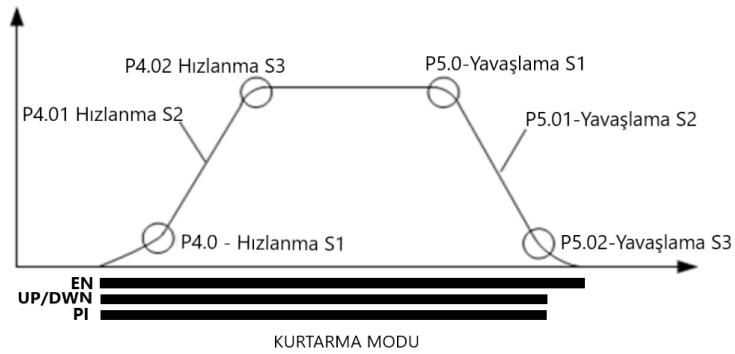 P4.02 Hızlanma S3
P5.0-Yavaşlama S1
P4.01 Hızlanma S2
P5.01-Yavaşlama S2
P4.0 - Hızlanma S1
P5.02-Yavaşlama S3
EN
UP/DWN
PI
KURTARMA MODU